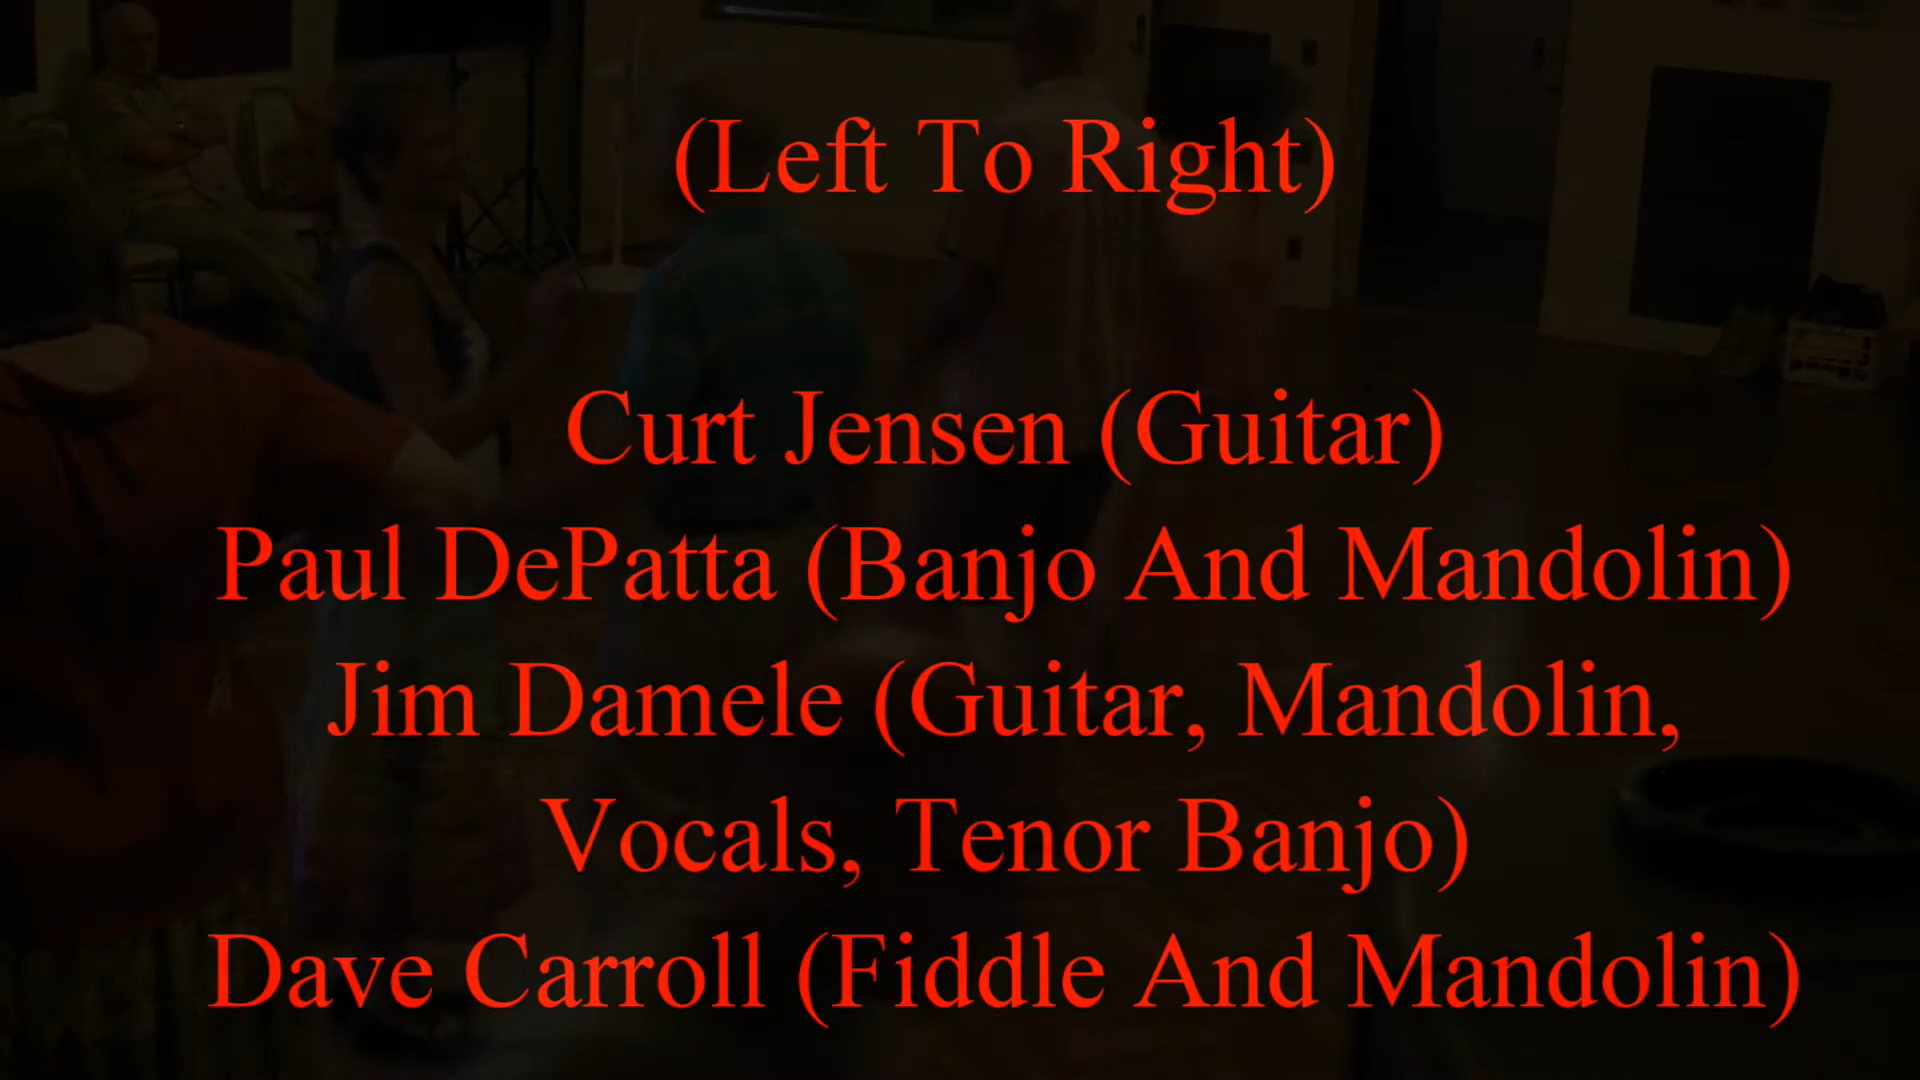 (Left To Right)
Curt Jensen (Guitar)
Paul DePatta (Banjo And Mandolin)
Jim Damele (Guitar, Mandolin,
Vocals, Tenor Banjo)
Dave Carroll (Fiddle And Mandolin)